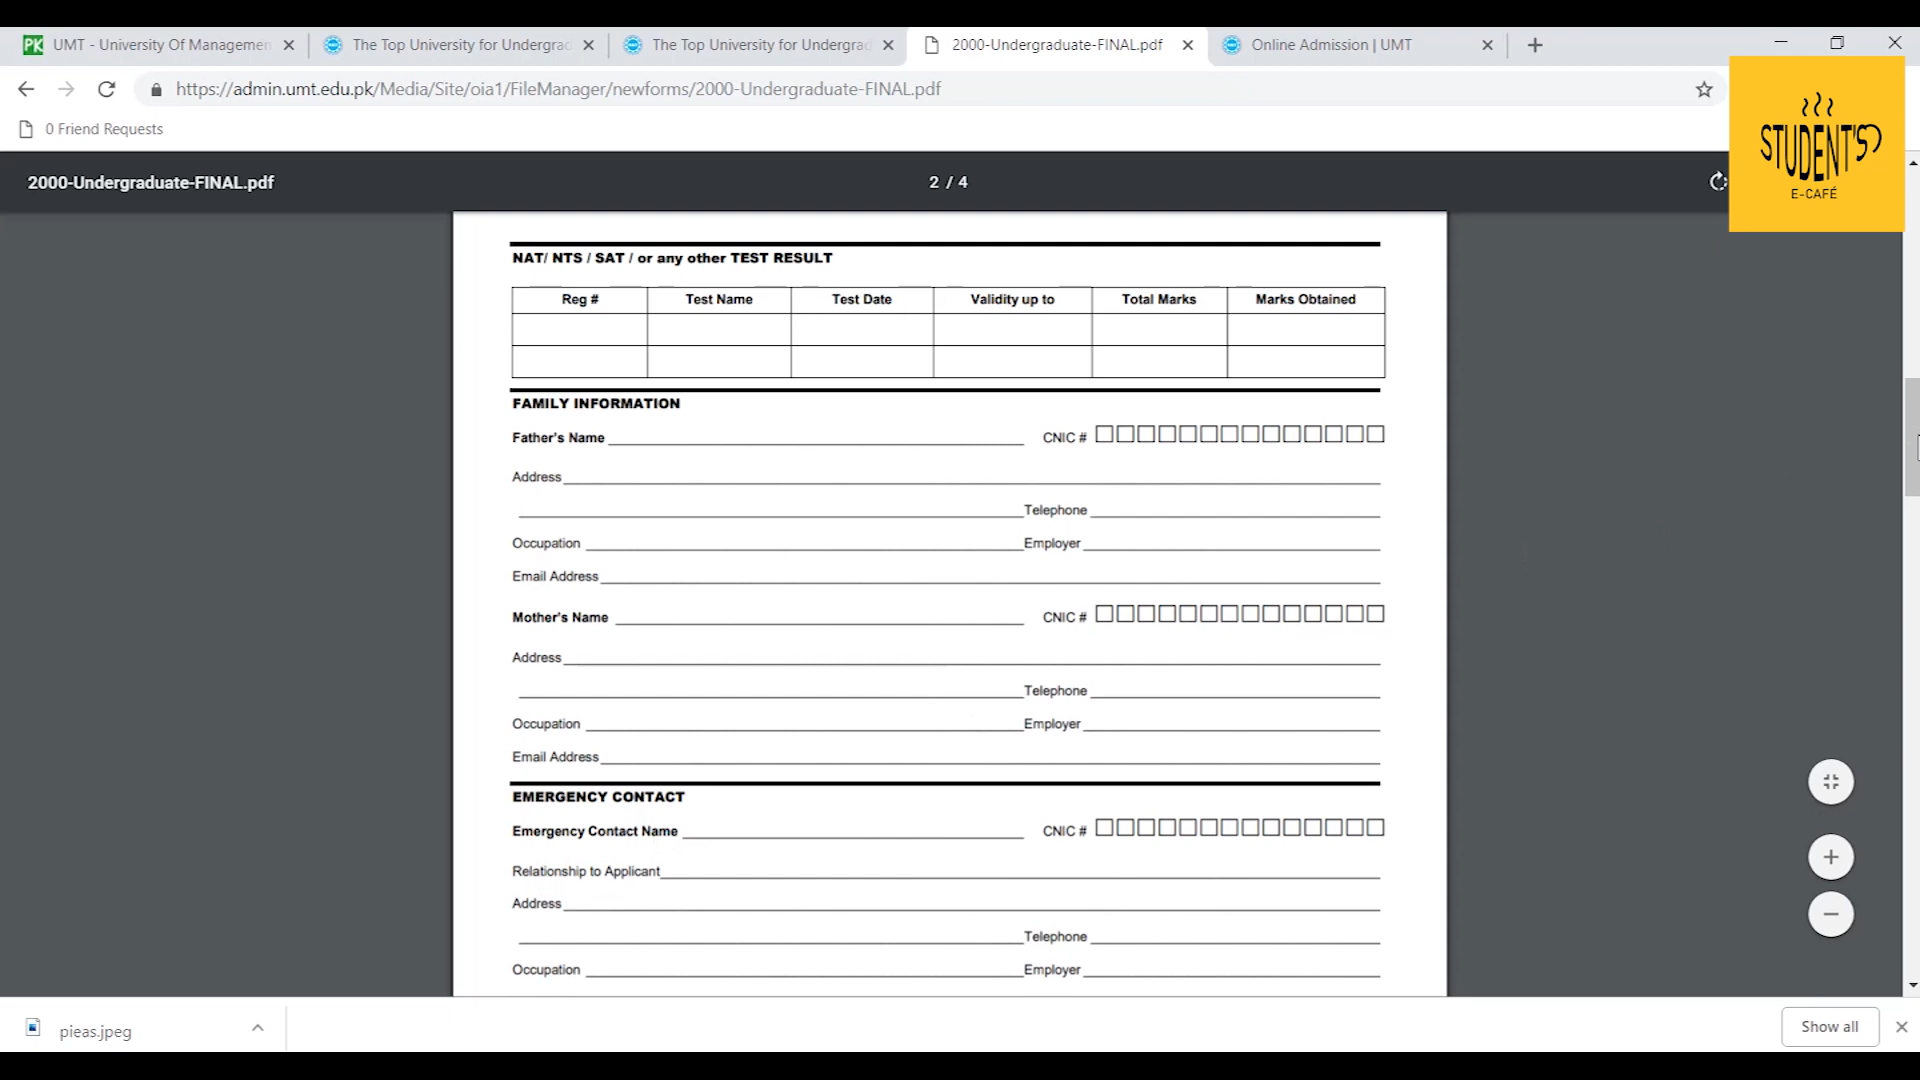 UMT - University Of Managemen
The Top University for Undergrad
The Top University for Undergrad
2000-Undergraduate-FINAL.pdf
Online Admission | UMT
https://admin.umt.edu.pk/Media/Site/oia1/FileManager/newforms/2000-Undergraduate-FINAL.pdf
0 Friend Requests
STUDENT'S
E-CAFÉ
2000-Undergraduate-FINAL.pdf
2 / 4
NAT/ NTS / SAT / or any other TEST RESULT
Reg # Test Name Test Date Validity up to Total Marks Marks Obtained
FAMILY INFORMATION
Father's Name CNIC #
Address
Telephone
Occupation Employer
Email Address
Mother's Name CNIC #
Address
Telephone
Occupation Employer
Email Address
EMERGENCY CONTACT
Emergency Contact Name CNIC #
Relationship to Applicant
Address
Telephone
Occupation Employer
pieas.jpeg
Show all